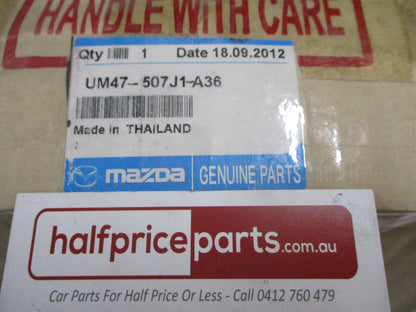 HANDLE WITH CARE
Qty 1 Date 18.09.2012
UM47-507J1-A36
Made in THAILAND
mazda GENUINE PARTS
halfpriceparts.com.au
Car Parts For Half Price Or Less - Call 0412 760 479